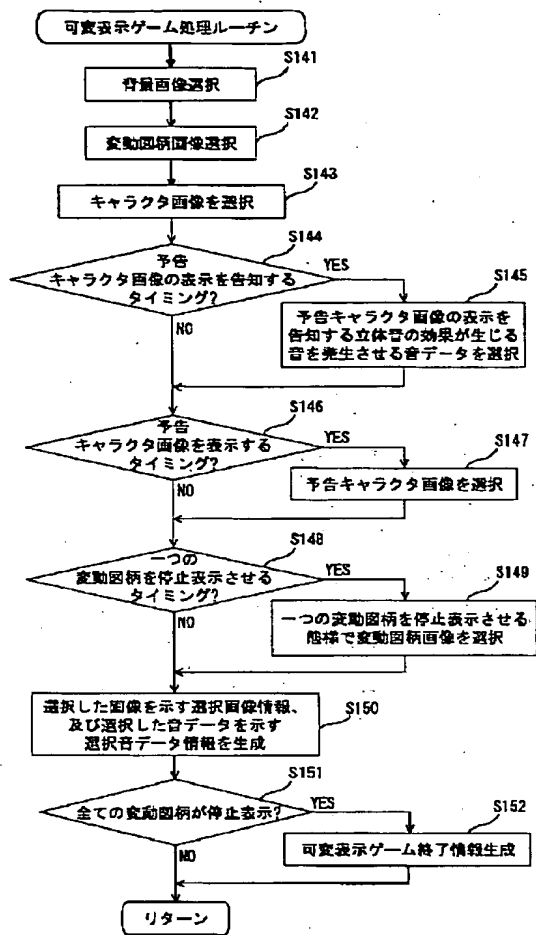 可変表示ゲーム処理ルーチン
S141
背景画像選択
S142
変動図柄画像選択
S143
キャラクタ画像を選択
S144
予告
キャラクタ画像の表示を告知する
タイミング?
YES
NO
S145
予告キャラクタ画像の表示を
告知する立体音の効果が生じる
音を発生させる音データを選択
S146
予告
キャラクタ画像を表示する
タイミング?
YES
NO
S147
予告キャラクタ画像を選択
S148
一つの
変動図柄を停止表示させる
タイミング?
YES
NO
S149
一つの変動図柄を停止表示させる
態様で変動図柄画像を選択
選択した画像を示す選択画像情報、
及び選択した音データを示す
選択音データ情報を生成
S150
S151
全ての変動図柄が停止表示?
YES
NO
S152
可変表示ゲーム終了情報生成
リターン